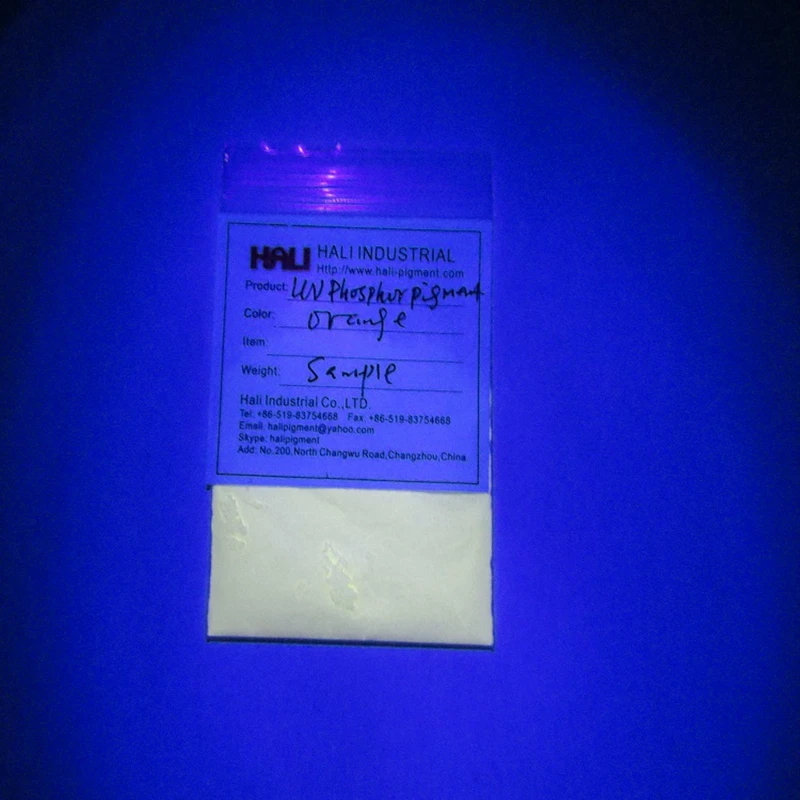 HALI HALI INDUSTRIAL
Http://www.hali-pigment.com
Product: UV Phosphor pigment
Color: orange
Item:
Weight: Sample
Hali Industrial Co.,LTD.
Tel: +86-519-83754668 Fax: +86-519-83754668
Email: halipigment@yahoo.com
Skype: halipigment
Add: No.200,North Changwu Road,Changzhou,China